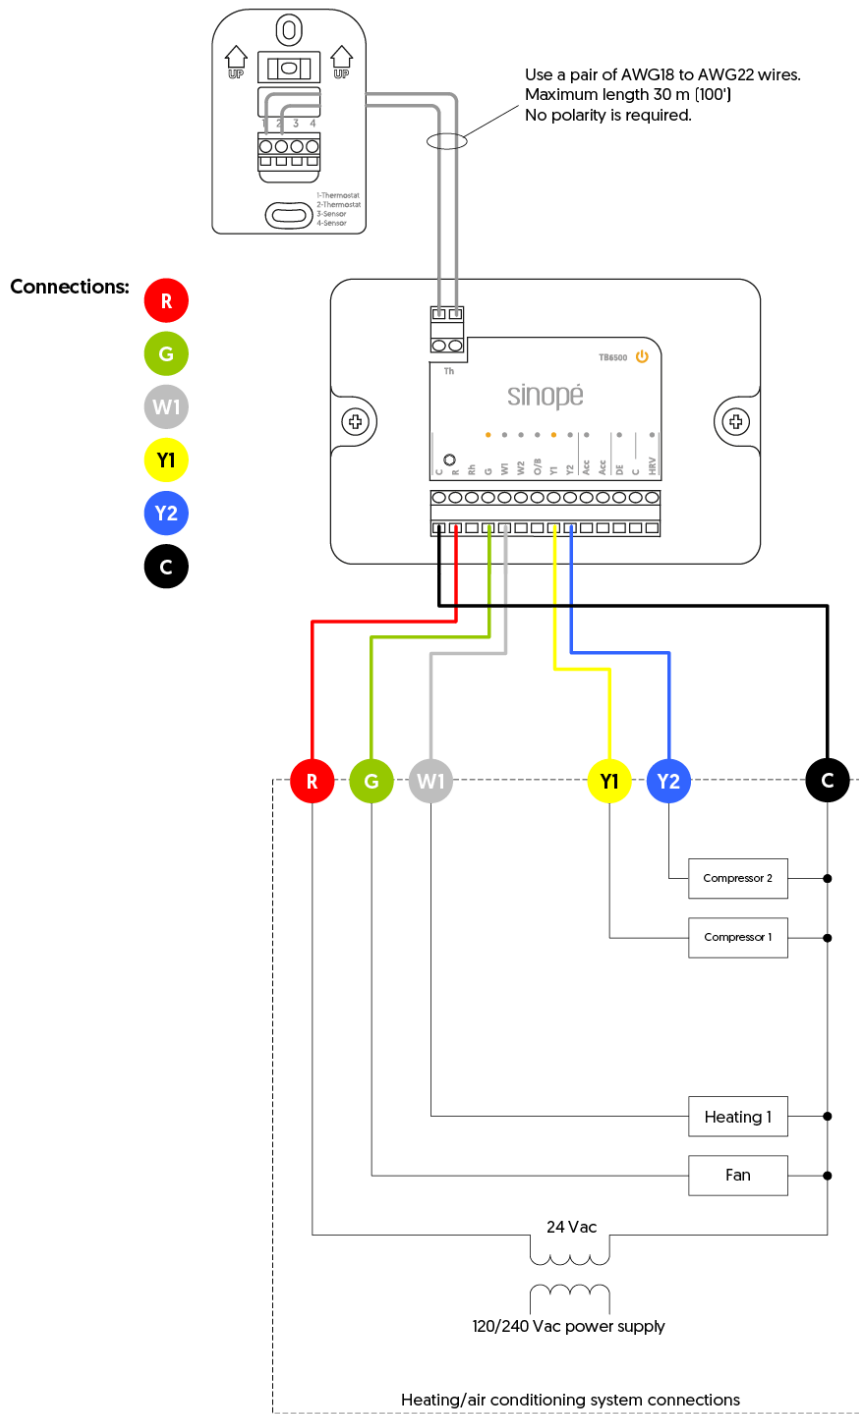 UP
UP
1 2 3 4
1-Thermostat
2-Thermostat
3-Sensor
4-Sensor
Use a pair of AWG18 to AWG22 wires.
Maximum length 30 m (100')
No polarity is required.
Connections:
R
G
W1
Y1
Y2
C
Th
TB6500
sinopé
C
R
Rh
G
W1
W2
O/B
Y1
Y2
Acc
Acc
DE
C
HRV
R
G
W1
Y1
Y2
C
Compressor 2
Compressor 1
Heating 1
Fan
24 Vac
120/240 Vac power supply
Heating/air conditioning system connections